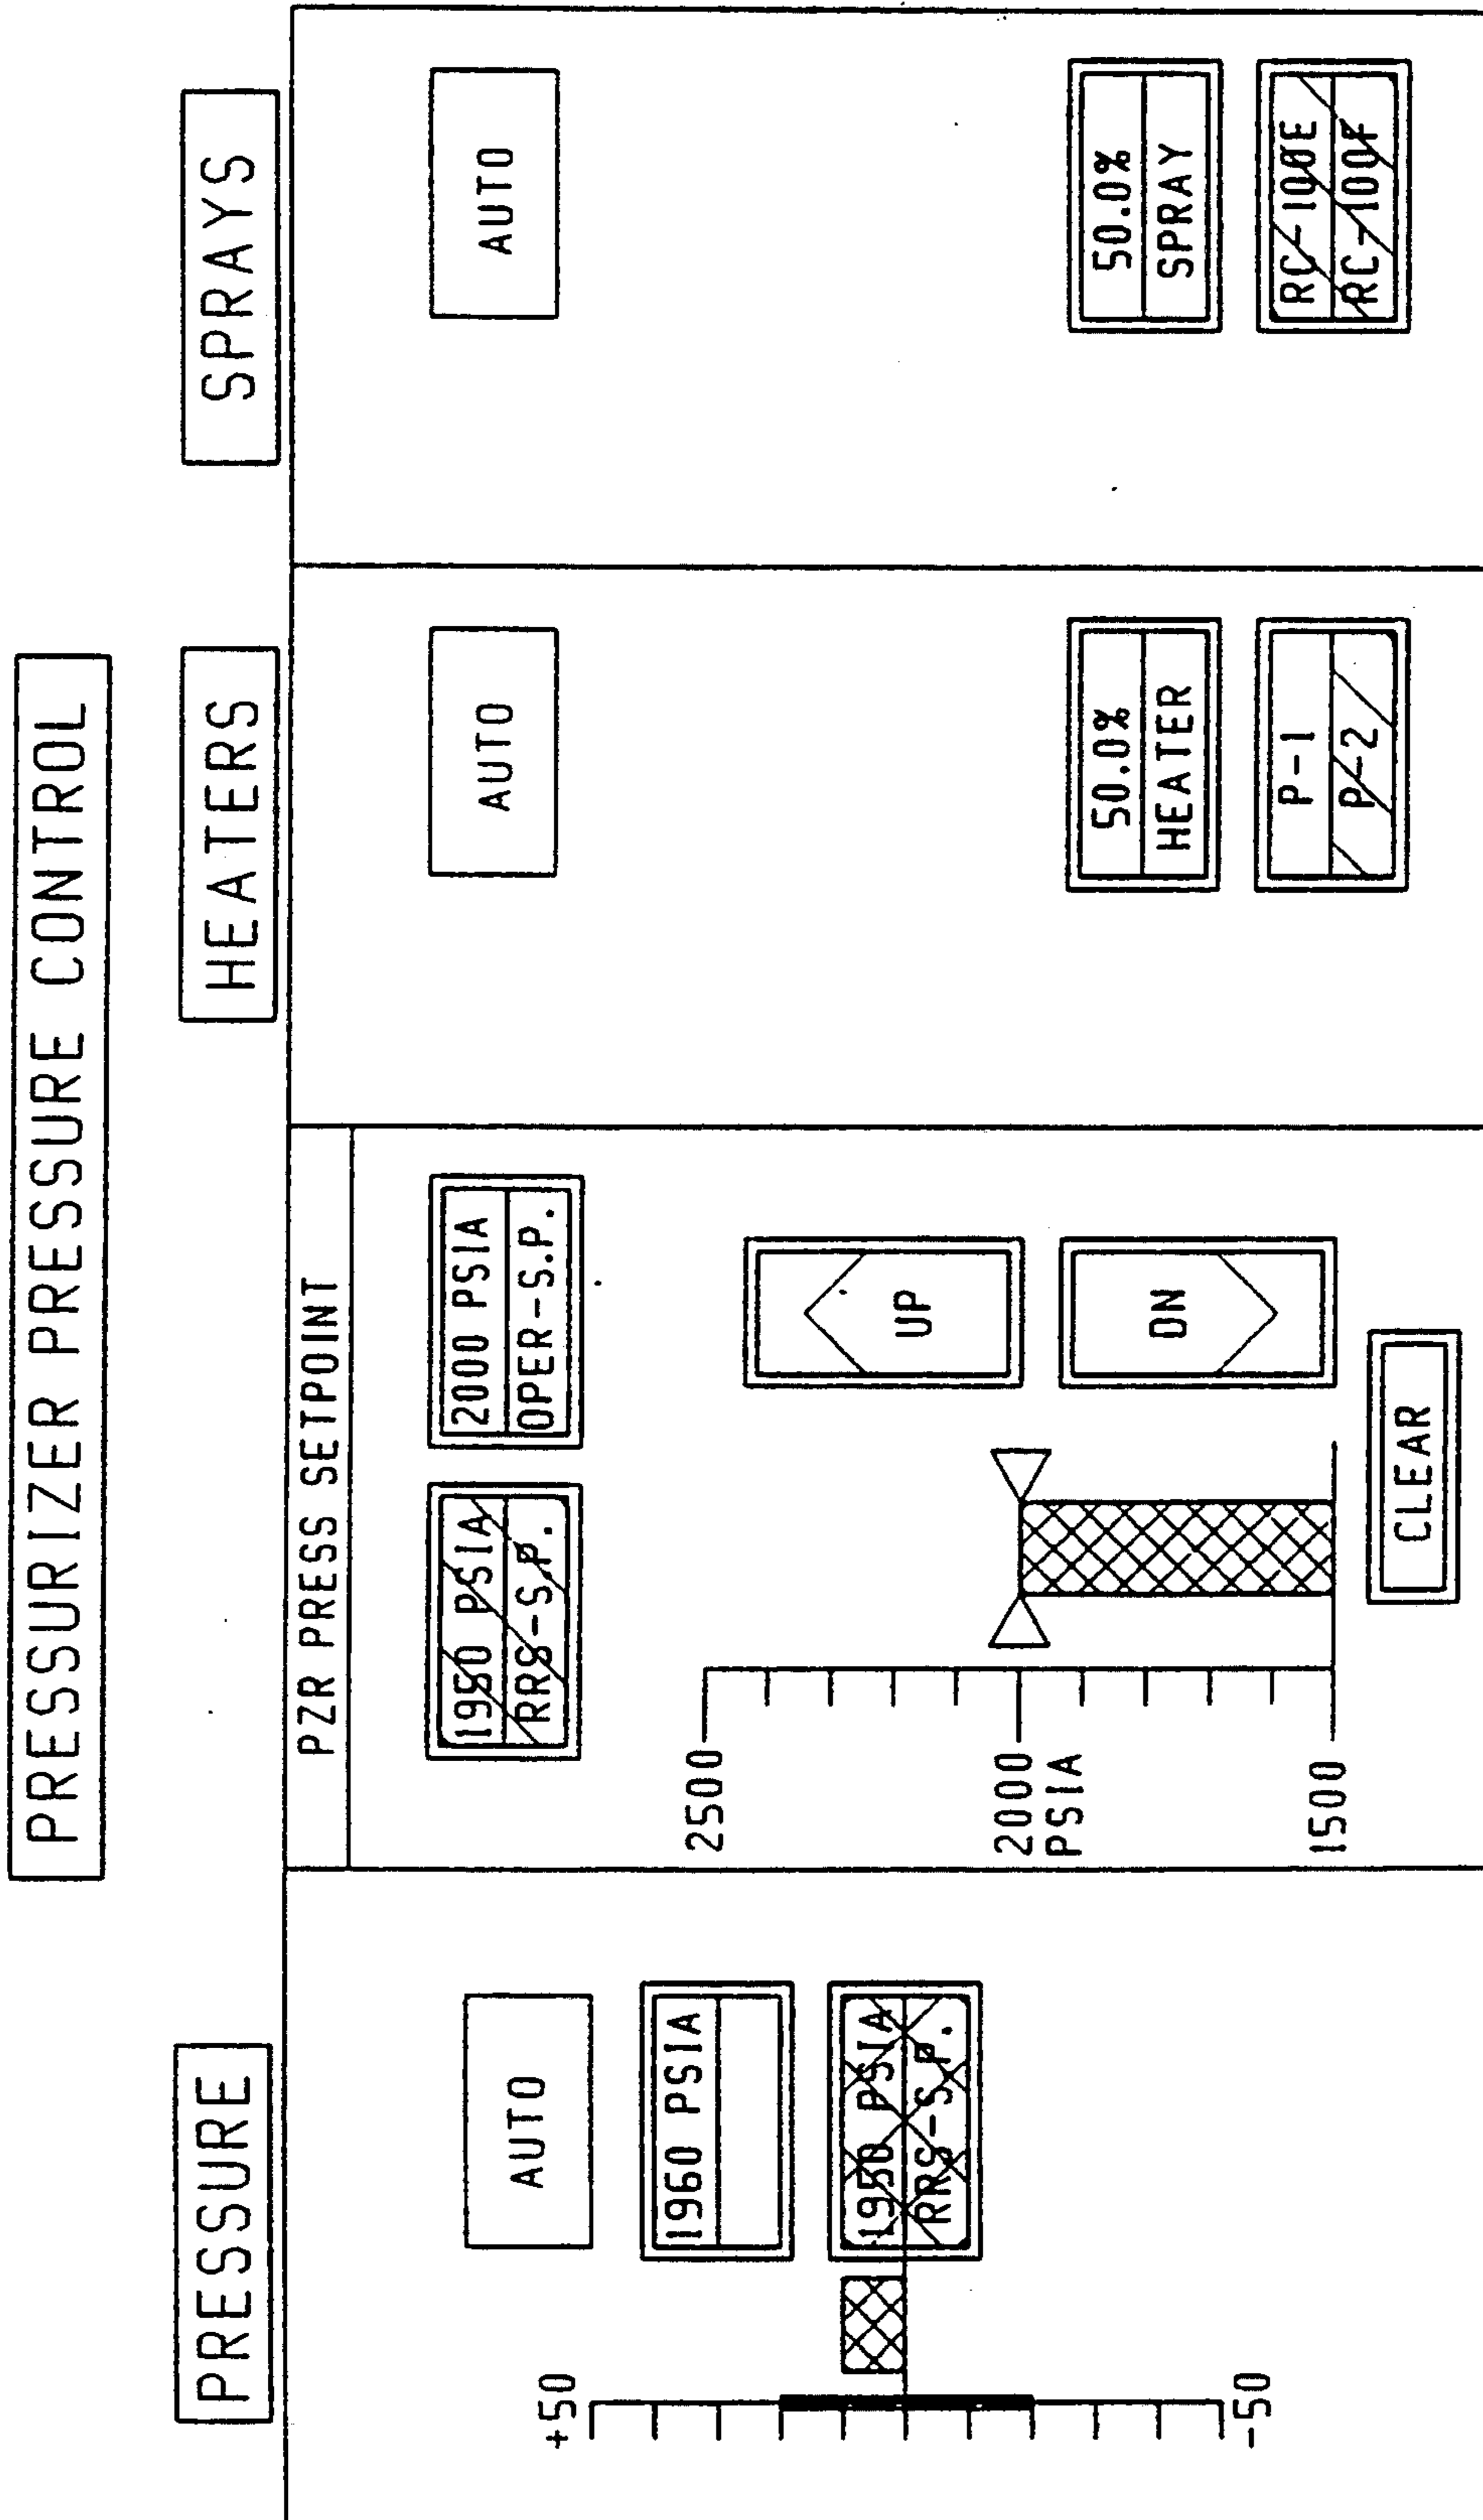 PRESSURIZER PRESSURE CONTROL
PRESSURE
HEATERS
SPRAYS
+50
-50
AUTO
1960 PSIA
1950 PSIA
RRS-S.P.
PZR PRESS SETPOINT
1950 PSIA
RRS-S.P.
2000 PSIA
OPER-S.P.
2500
2000
PSIA
1500
UP
DN
CLEAR
AUTO
50.0%
HEATER
P-1
P-2
AUTO
50.0%
SPRAY
RC-100E
RC-100F